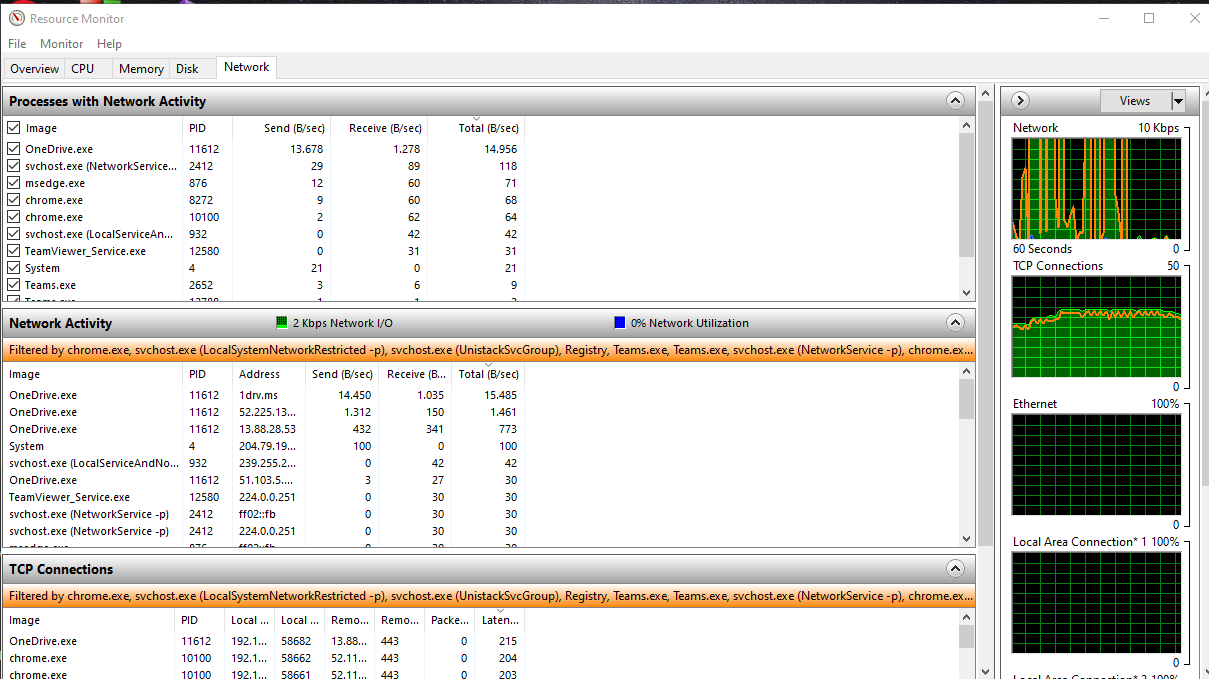 Resource Monitor
File Monitor Help
Overview CPU Memory Disk Network
Processes with Network Activity
Image PID Send (B/sec) Receive (B/sec) Total (B/sec)
OneDrive.exe 11612 13.678 1.278 14.956
svchost.exe (NetworkService... 2412 29 89 118
msedge.exe 876 12 60 71
chrome.exe 8272 9 60 68
chrome.exe 10100 2 62 64
svchost.exe (LocalServiceAn... 932 0 42 42
TeamViewer_Service.exe 12580 0 31 31
System 4 21 0 21
Teams.exe 2652 3 6 9
Network Activity 2 Kbps Network I/O 0% Network Utilization
Filtered by chrome.exe, svchost.exe (LocalSystemNetworkRestricted -p), svchost.exe (UnistackSvcGroup), Registry, Teams.exe, Teams.exe, svchost.exe (NetworkService -p), chrome.ex...
Image PID Address Send (B/sec) Receive (B... Total (B/sec)
OneDrive.exe 11612 1drv.ms 14.450 1.035 15.485
OneDrive.exe 11612 52.225.13... 1.312 150 1.461
OneDrive.exe 11612 13.88.28.53 432 341 773
System 4 204.79.19... 100 0 100
svchost.exe (LocalServiceAndNo... 932 239.255.2... 0 42 42
OneDrive.exe 11612 51.103.5.... 3 27 30
TeamViewer_Service.exe 12580 224.0.0.251 0 30 30
svchost.exe (NetworkService -p) 2412 ff02::fb 0 30 30
svchost.exe (NetworkService -p) 2412 224.0.0.251 0 30 30
TCP Connections
Filtered by chrome.exe, svchost.exe (LocalSystemNetworkRestricted -p), svchost.exe (UnistackSvcGroup), Registry, Teams.exe, Teams.exe, svchost.exe (NetworkService -p), chrome.ex...
Image PID Local ... Local ... Remo... Remo... Packe... Laten...
OneDrive.exe 11612 192.1... 58682 13.88... 443 0 215
chrome.exe 10100 192.1... 58662 52.11... 443 0 204
chrome.exe 10100 192.1... 58661 52.11... 443 0 203
Views
Network 10 Kbps
60 Seconds 0
TCP Connections 50
0
Ethernet 100%
0
Local Area Connection* 1 100%
0